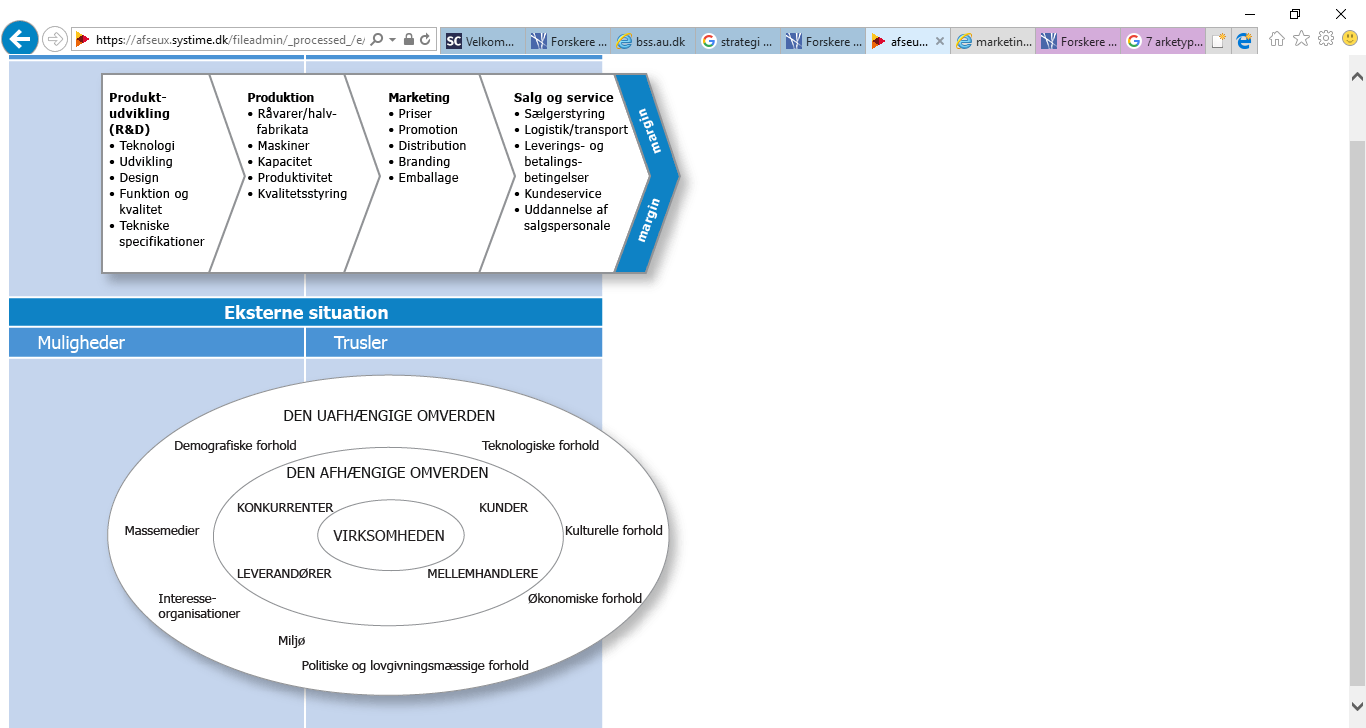 https://afseux.systime.dk/fileadmin/_processed_/e/
Velkom...
Forskere ...
bss.au.dk
strategi ...
Forskere ...
afseu...
marketin...
Forskere ...
7 arketyp...
Produkt-
udvikling
(R&D)
• Teknologi
• Udvikling
• Design
• Funktion og
kvalitet
• Tekniske
specifikationer
Produktion
• Råvarer/halv-
fabrikata
• Maskiner
• Kapacitet
• Produktivitet
• Kvalitetsstyring
Marketing
• Priser
• Promotion
• Distribution
• Branding
• Emballage
Salg og service
• Sælgerstyring
• Logistik/transport
• Leverings- og
betalings-
betingelser
• Kundeservice
• Uddannelse af
salgspersonale
margin
margin
Eksterne situation
Muligheder
Trusler
DEN UAFHÆNGIGE OMVERDEN
Demografiske forhold
Teknologiske forhold
DEN AFHÆNGIGE OMVERDEN
KONKURRENTER
KUNDER
Massemedier
VIRKSOMHEDEN
Kulturelle forhold
LEVERANDØRER
MELLEMHANDLERE
Interesse-
organisationer
Økonomiske forhold
Miljø
Politiske og lovgivningsmæssige forhold